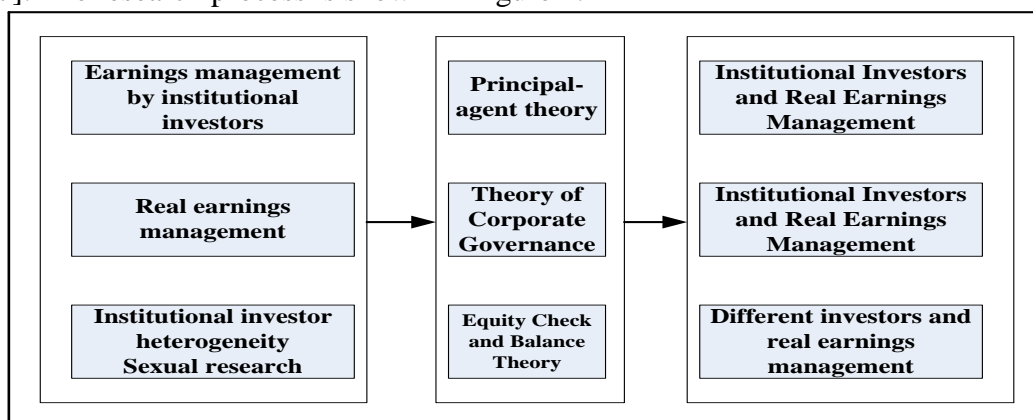 Earnings management
by institutional
investors
Real earnings
management
Institutional investor
heterogeneity
Sexual research
Principal-
agent theory
Theory of
Corporate
Governance
Equity Check
and Balance
Theory
Institutional Investors
and Real Earnings
Management
Institutional Investors
and Real Earnings
Management
Different investors and
real earnings
management